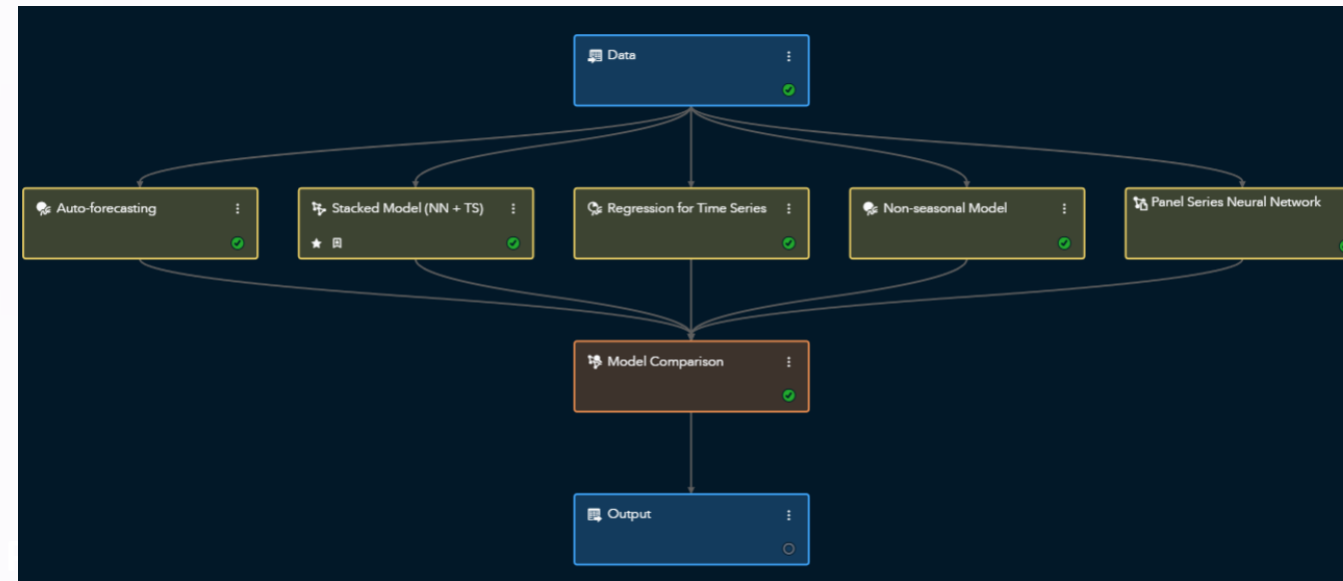 Data
Auto-forecasting
Stacked Model (NN + TS)
Regression for Time Series
Non-seasonal Model
Panel Series Neural Network
Model Comparison
Output